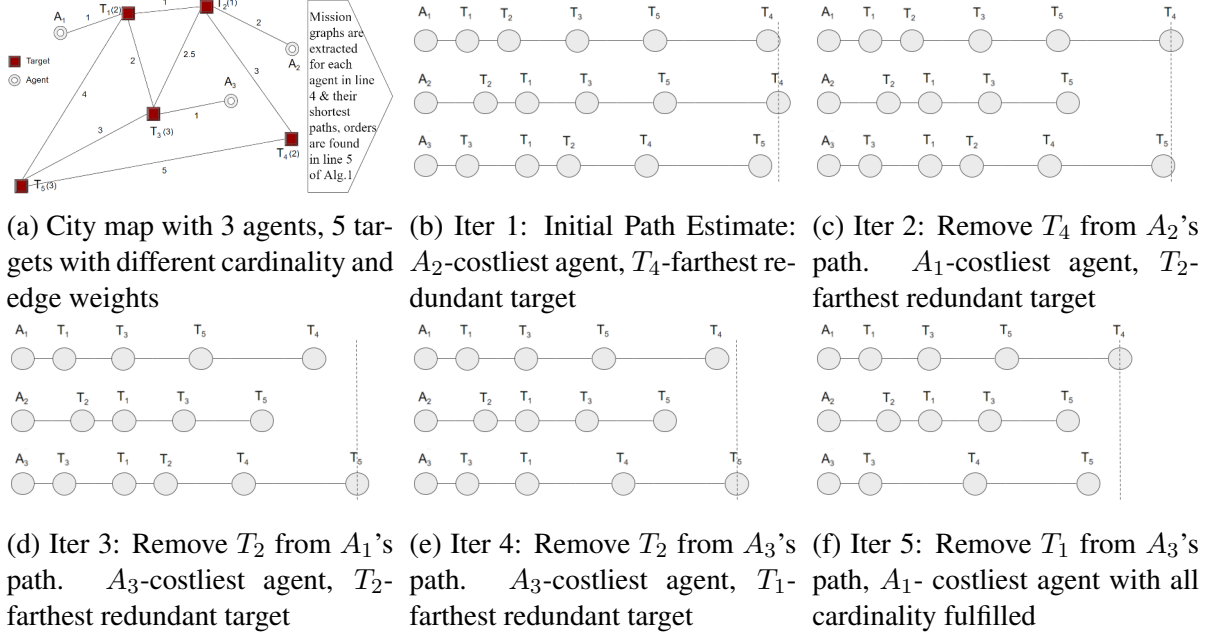 T₁(2)
1
T₂(1)
A₁
1
2
A₂
Target
Agent
2
2.5
3
A₃
4
1
T₃(3)
3
T₄(2)
5
T₅(3)
Mission
graphs are
extracted
for each
agent in line
4 & their
shortest
paths, orders
are found
in line 5
of Alg.1
A₁ T₁ T₂ T₃ T₅ T₄
A₂ T₂ T₁ T₃ T₅ T₄
A₃ T₃ T₁ T₂ T₄ T₅
A₁ T₁ T₂ T₃ T₅ T₄
A₂ T₂ T₁ T₃ T₅
A₃ T₃ T₁ T₂ T₄ T₅
(a) City map with 3 agents, 5 tar-
gets with different cardinality and
edge weights
(b) Iter 1: Initial Path Estimate:
A₂-costliest agent, T₄-farthest re-
dundant target
(c) Iter 2: Remove T₄ from A₂'s
path. A₁-costliest agent, T₂-
farthest redundant target
A₁ T₁ T₃ T₅ T₄
A₂ T₂ T₁ T₃ T₅
A₃ T₃ T₁ T₂ T₄ T₅
A₁ T₁ T₃ T₅ T₄
A₂ T₂ T₁ T₃ T₅
A₃ T₃ T₁ T₄ T₅
A₁ T₁ T₃ T₅ T₄
A₂ T₂ T₁ T₃ T₅
A₃ T₃ T₄ T₅
(d) Iter 3: Remove T₂ from A₁'s
path. A₃-costliest agent, T₂-
farthest redundant target
(e) Iter 4: Remove T₂ from A₃'s
path. A₃-costliest agent, T₁-
farthest redundant target
(f) Iter 5: Remove T₁ from A₃'s
path, A₁- costliest agent with all
cardinality fulfilled